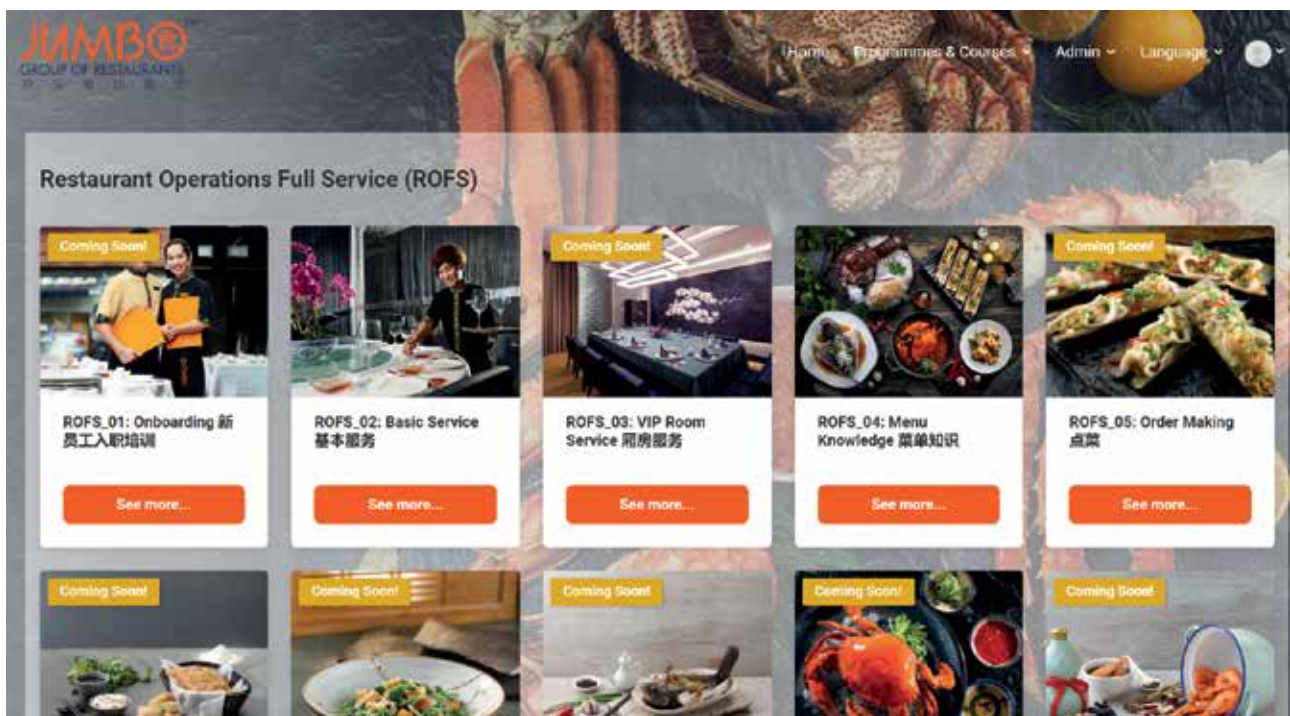 JUMBO
GROUP OF RESTAURANTS
Home Programmes & Courses Admin Language
Restaurant Operations Full Service (ROFS)
Coming Soon!
Coming Soon!
Coming Soon!
ROFS_01: Onboarding 新
员工入职培训
ROFS_02: Basic Service
基本服务
ROFS_03: VIP Room
Service 厢房服务
ROFS_04: Menu
Knowledge 菜单知识
ROFS_05: Order Making
点菜
See more...
See more...
See more...
See more...
See more...
Coming Soon!
Coming Soon!
Coming Soon!
Coming Soon!
Coming Soon!